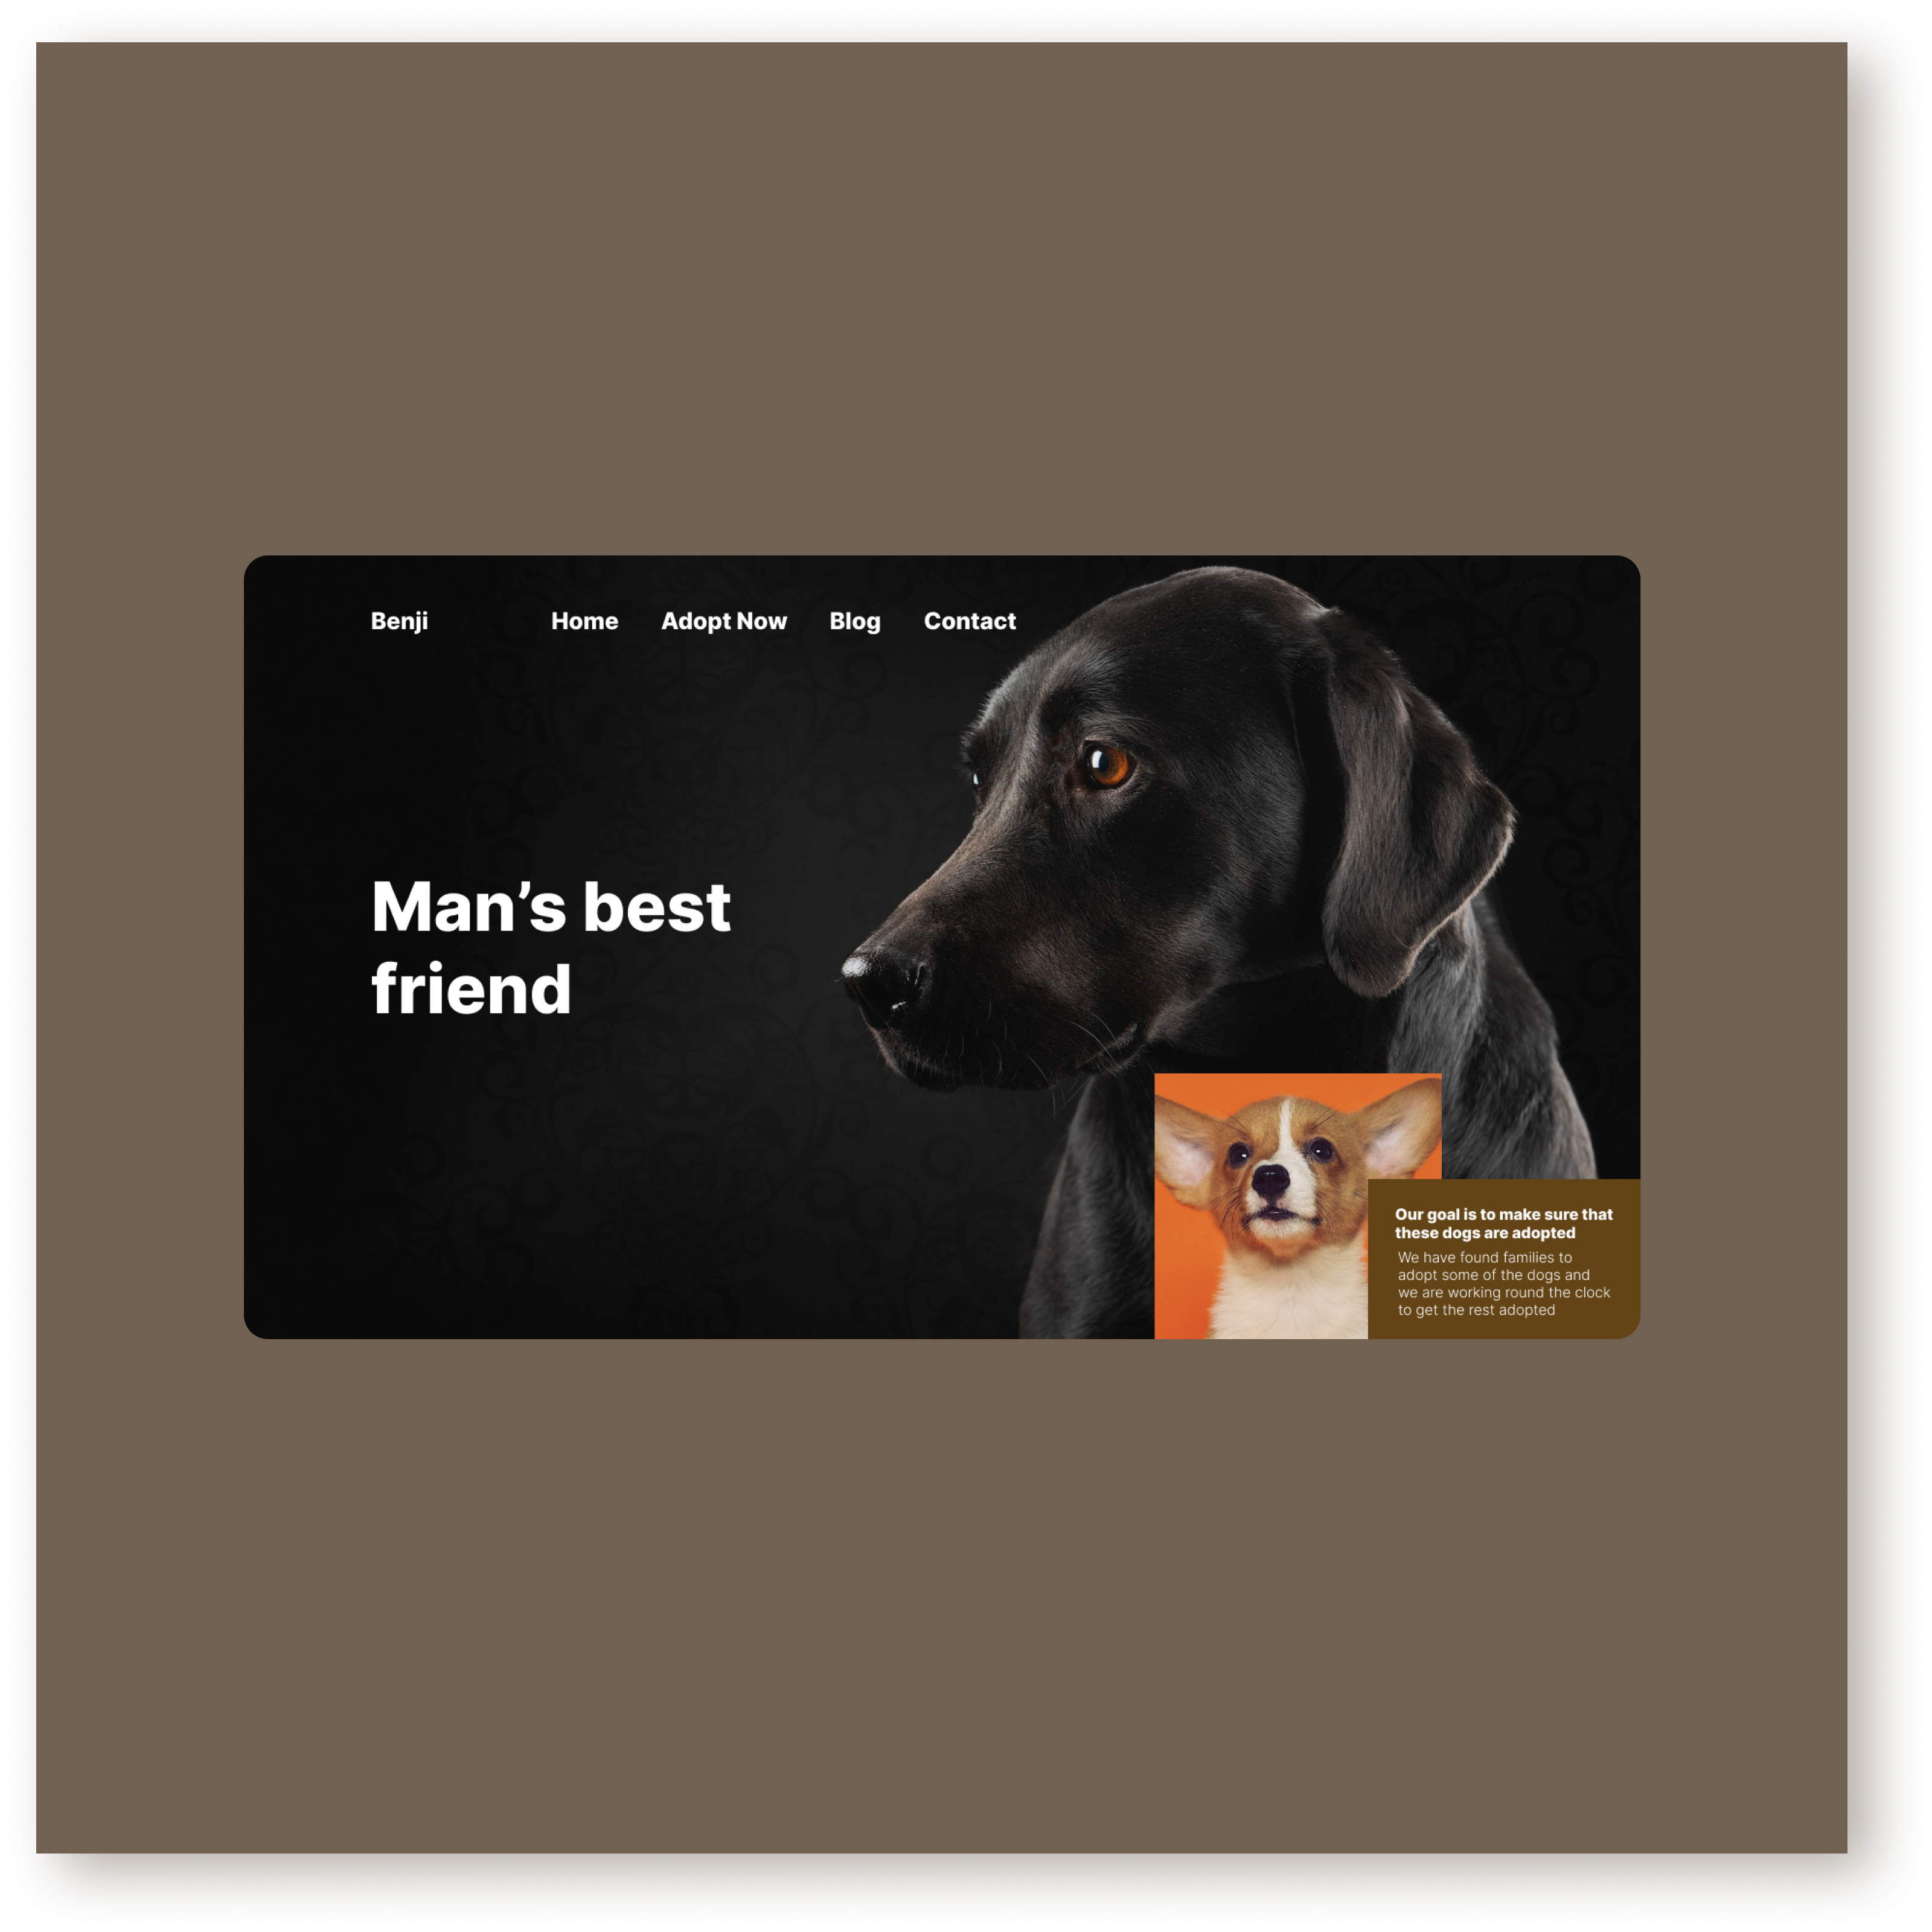 Benji Home Adopt Now Blog Contact
Man’s best
friend
Our goal is to make sure that
these dogs are adopted
We have found families to
adopt some of the dogs and
we are working round the clock
to get the rest adopted